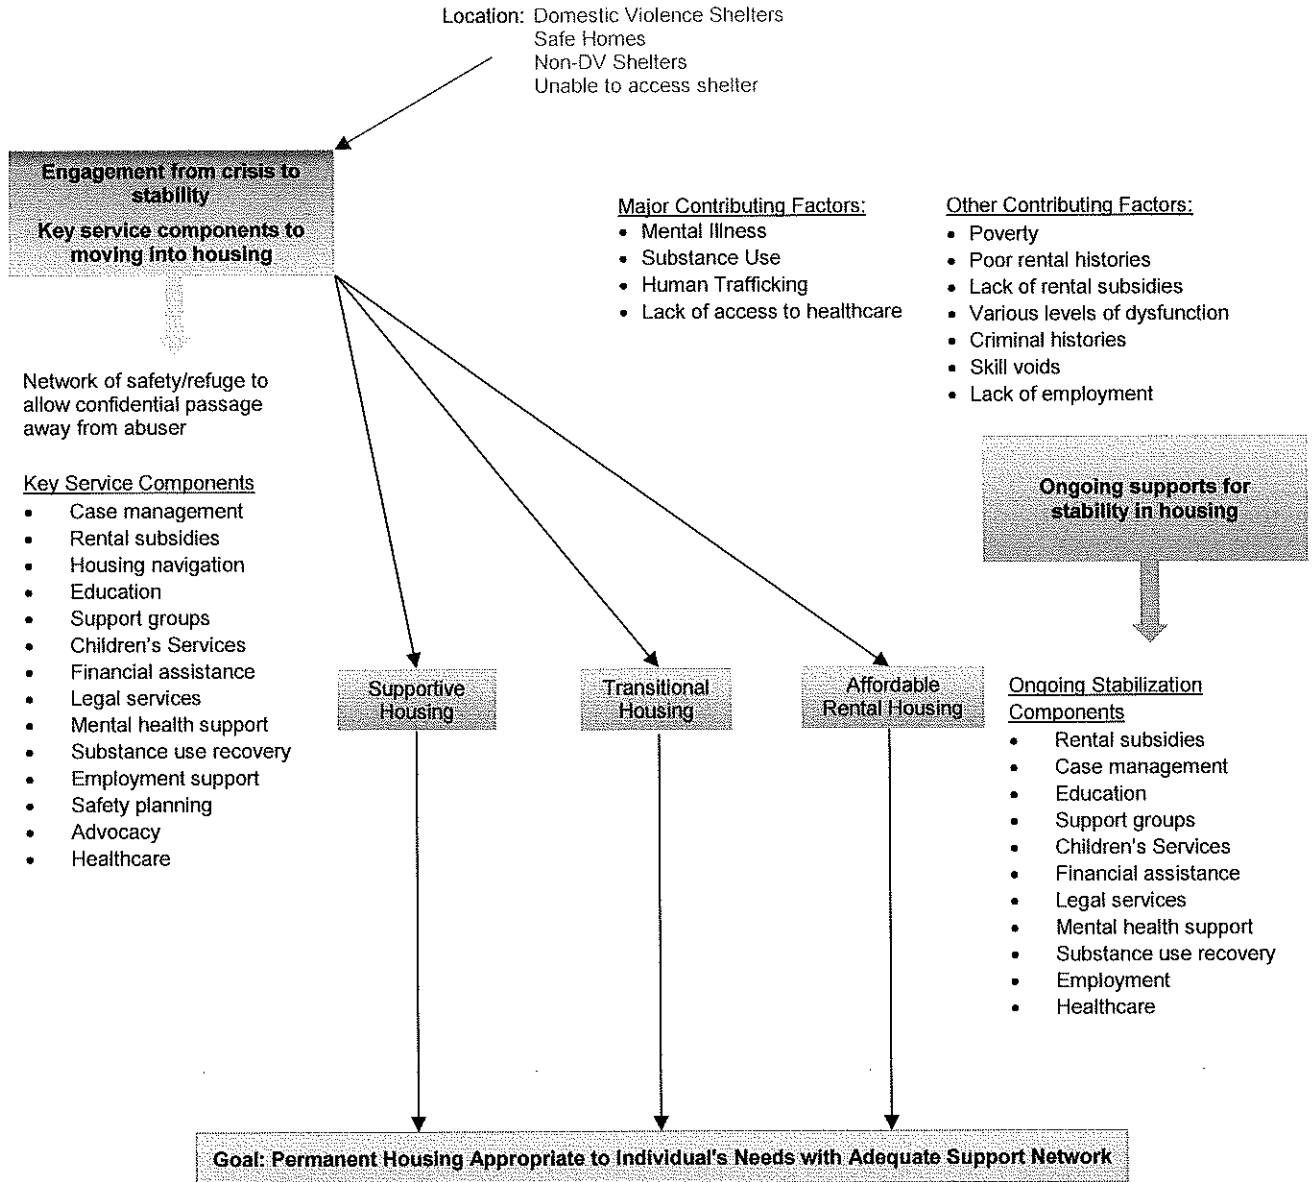 Location: Domestic Violence Shelters
Safe Homes
Non-DV Shelters
Unable to access shelter
Engagement from crisis to
stability
Key service components to
moving into housing
Network of safety/refuge to
allow confidential passage
away from abuser
Key Service Components
• Case management
• Rental subsidies
• Housing navigation
• Education
• Support groups
• Children's Services
• Financial assistance
• Legal services
• Mental health support
• Substance use recovery
• Employment support
• Safety planning
• Advocacy
• Healthcare
Major Contributing Factors:
• Mental Illness
• Substance Use
• Human Trafficking
• Lack of access to healthcare
Other Contributing Factors:
• Poverty
• Poor rental histories
• Lack of rental subsidies
• Various levels of dysfunction
• Criminal histories
• Skill voids
• Lack of employment
Supportive
Housing
Transitional
Housing
Affordable
Rental Housing
Ongoing supports for
stability in housing
Ongoing Stabilization
Components
• Rental subsidies
• Case management
• Education
• Support groups
• Children's Services
• Financial assistance
• Legal services
• Mental health support
• Substance use recovery
• Employment
• Healthcare
Goal: Permanent Housing Appropriate to Individual's Needs with Adequate Support Network